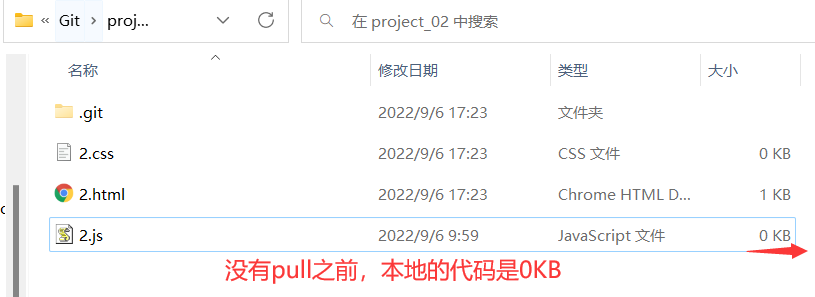 « Git > proj... 在 project_02 中搜索
名称 修改日期 类型 大小
.git 2022/9/6 17:23 文件夹
2.css 2022/9/6 17:23 CSS 文件 0 KB
2.html 2022/9/6 17:23 Chrome HTML D... 1 KB
2.js 2022/9/6 9:59 JavaScript 文件 0 KB
没有pull之前，本地的代码是0KB